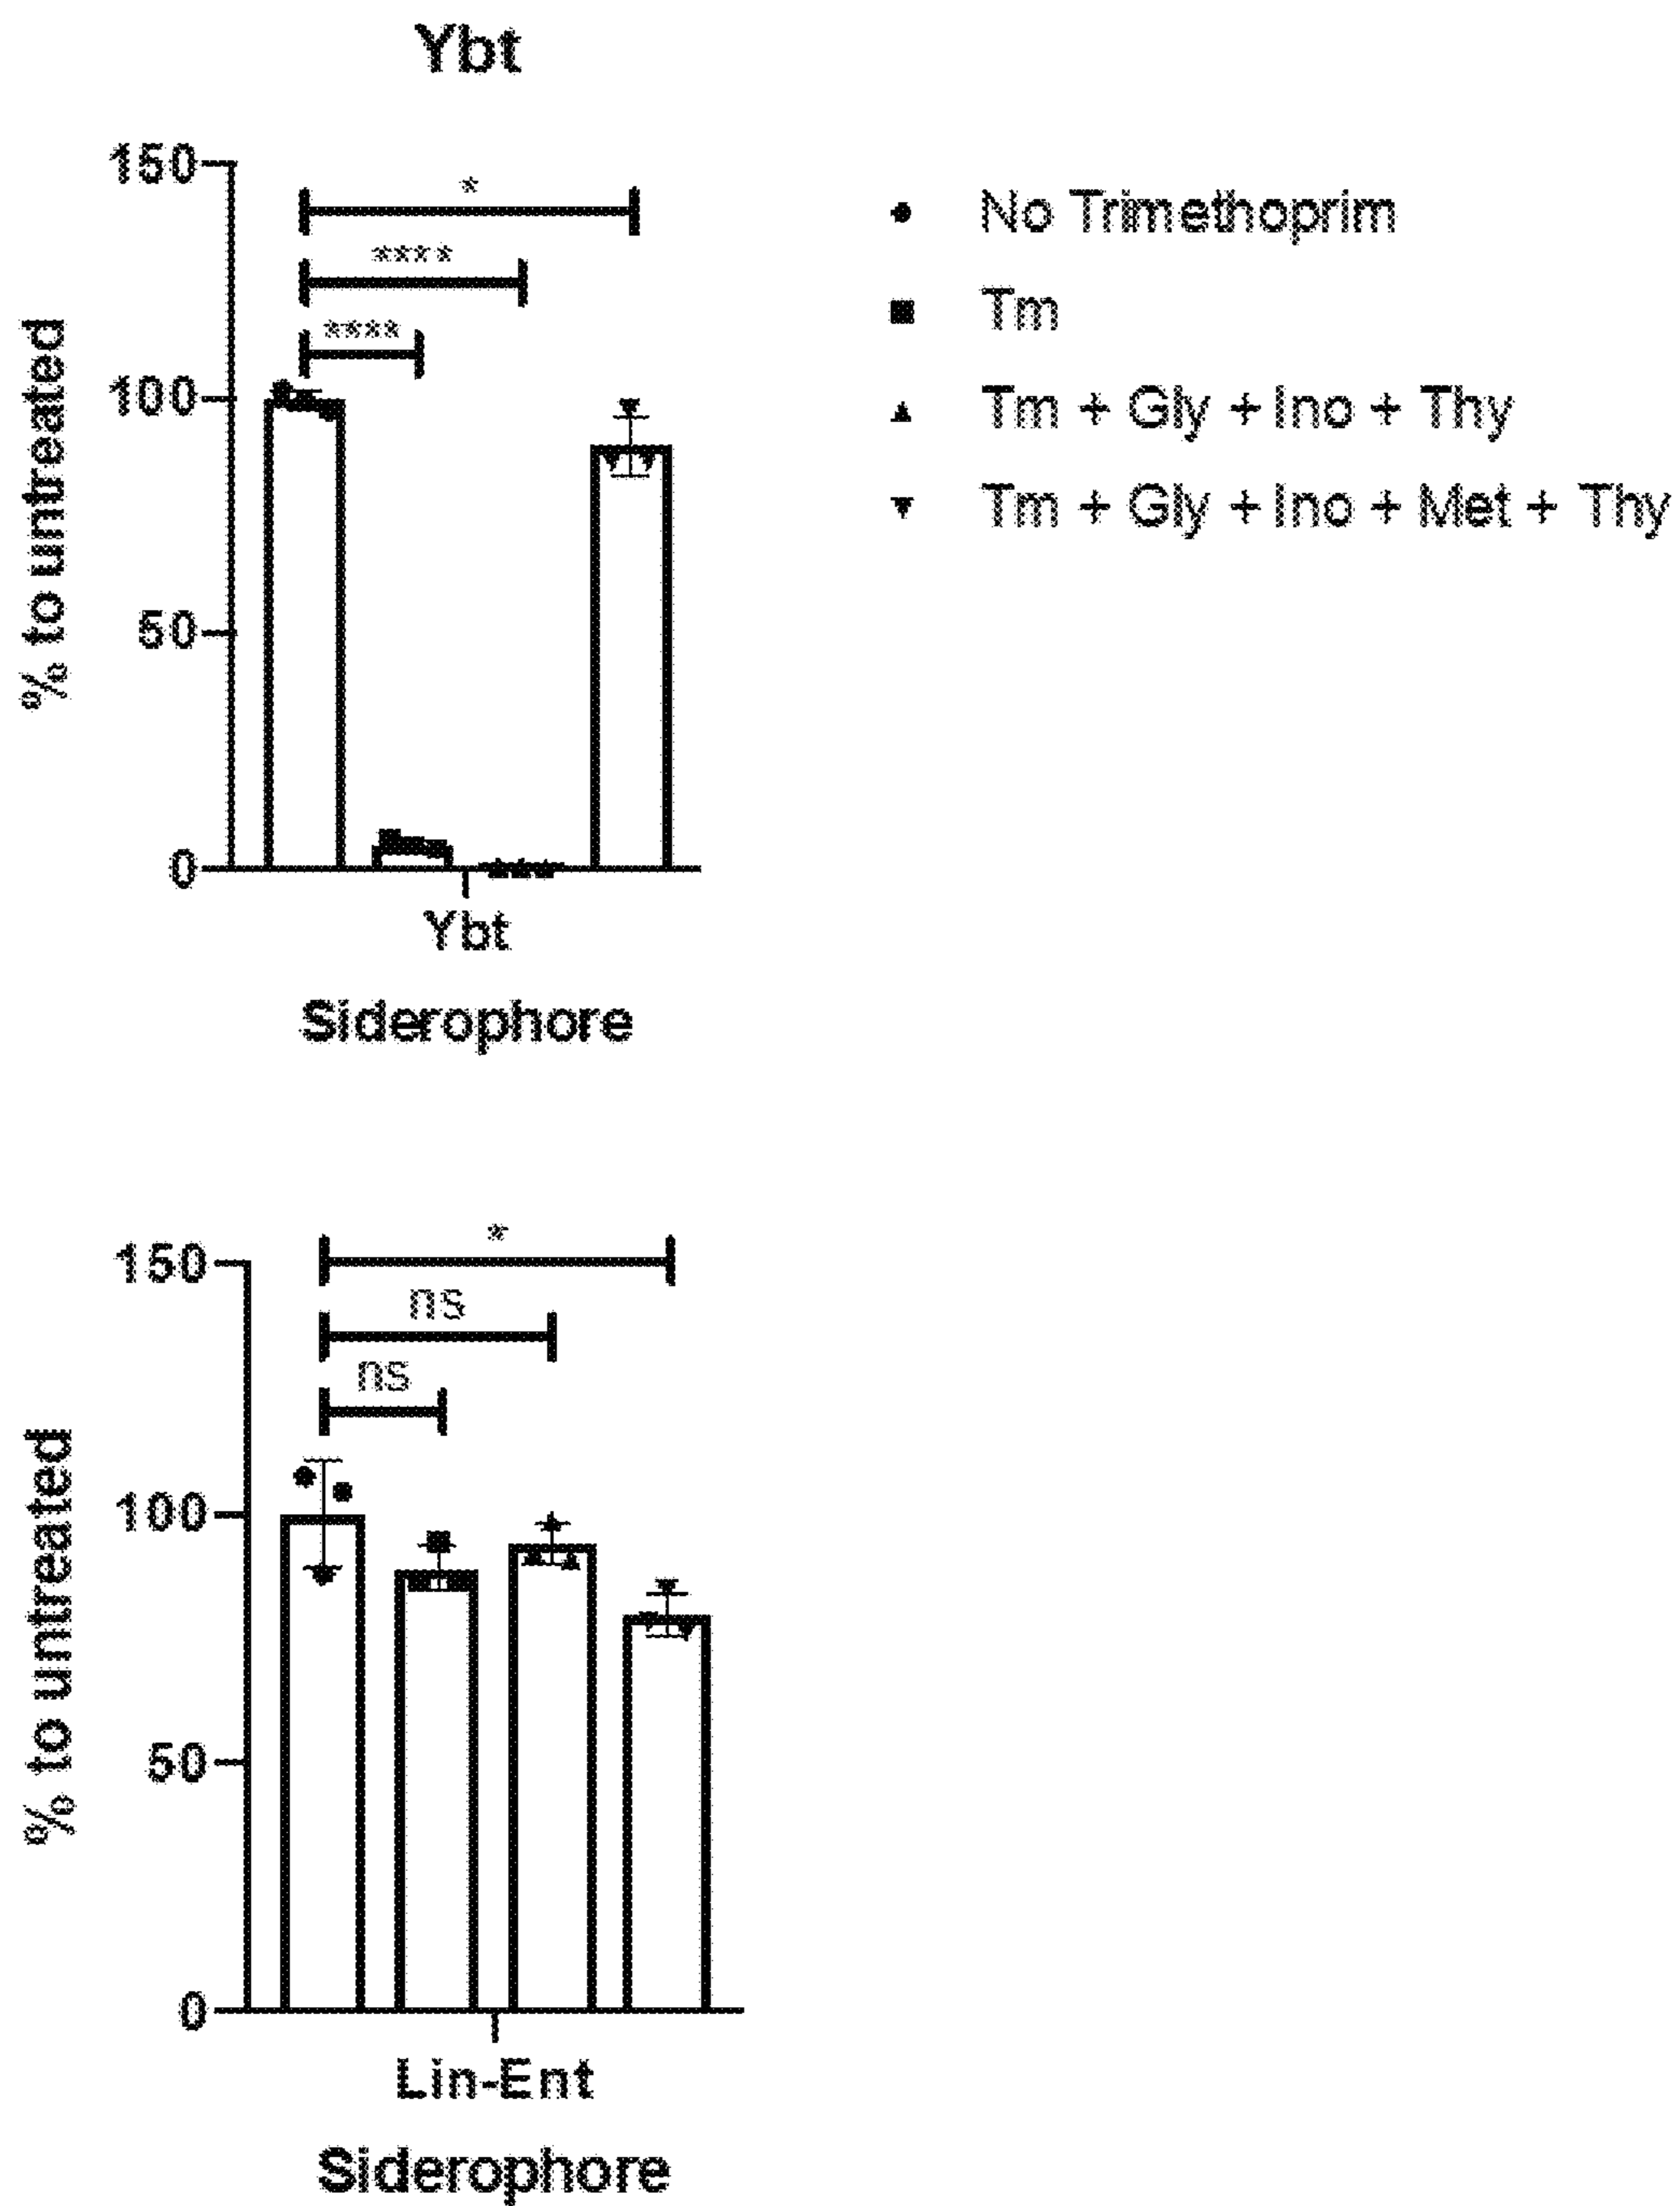 Ybt
150
100
50
0
% to untreated
*
****
****
Ybt
Siderophore
No Trimethoprim
Tm
Tm + Gly + Ino + Thy
Tm + Gly + Ino + Met + Thy
150
100
50
0
% to untreated
*
ns
ns
Lin-Ent
Siderophore